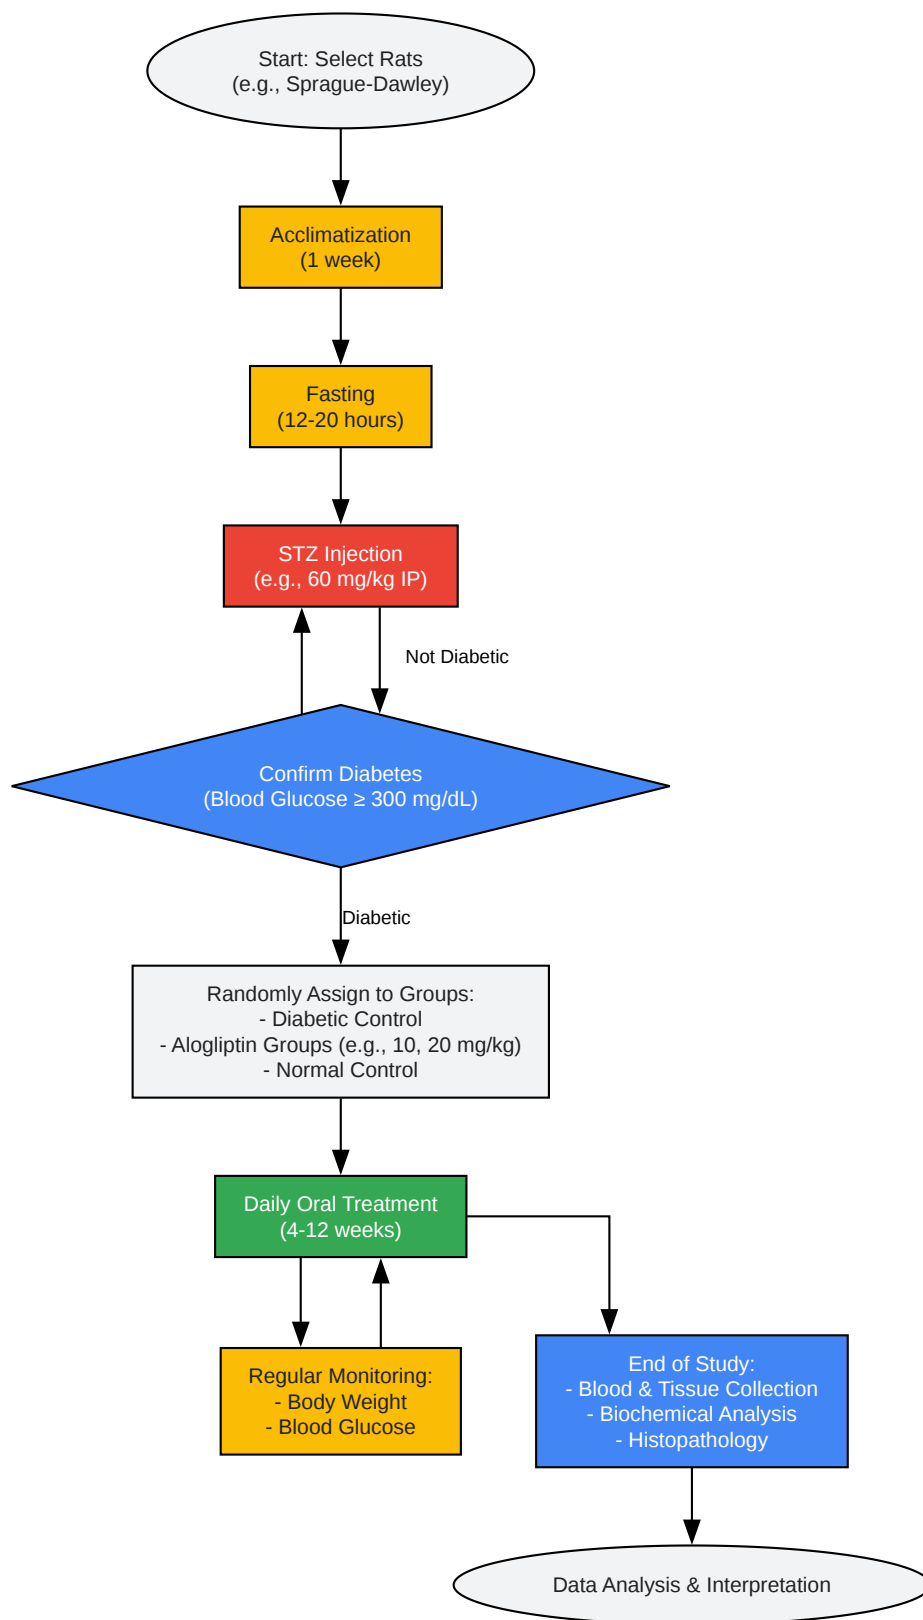 Start: Select Rats
(e.g., Sprague-Dawley)
Acclimatization
(1 week)
Fasting
(12-20 hours)
STZ Injection
(e.g., 60 mg/kg IP)
Not Diabetic
Confirm Diabetes
(Blood Glucose ≥ 300 mg/dL)
Diabetic
Randomly Assign to Groups:
- Diabetic Control
- Alogliptin Groups (e.g., 10, 20 mg/kg)
- Normal Control
Daily Oral Treatment
(4-12 weeks)
Regular Monitoring:
- Body Weight
- Blood Glucose
End of Study:
- Blood & Tissue Collection
- Biochemical Analysis
- Histopathology
Data Analysis & Interpretation